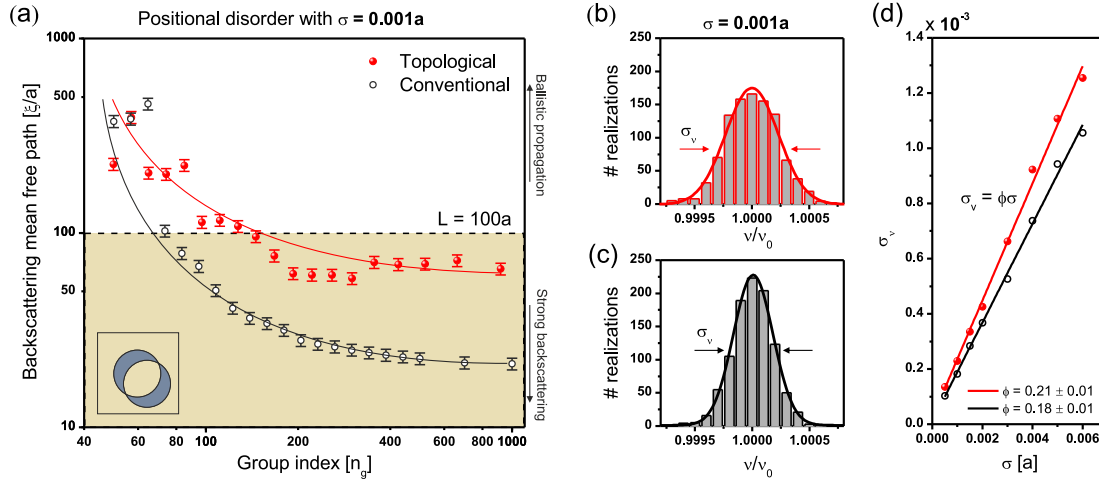 (a)
Positional disorder with σ = 0.001a
Backscattering mean free path [ξ/a]
1000
500
100
50
10
Topological
Conventional
L = 100a
Ballistic propagation
Strong backscattering
40
60
80
100
200
400
600
800
1000
Group index [n_g]
(b)
σ = 0.001a
# realizations
250
200
150
100
50
0
σ_ν
0.9995
1.0000
1.0005
ν/ν₀
(c)
# realizations
250
200
150
100
50
0
σ_ν
0.9995
1.0000
1.0005
ν/ν₀
(d)
× 10⁻³
σ_ν
1.4
1.2
1.0
0.8
0.6
0.4
0.2
0.0
σ_ν = ϕσ
ϕ = 0.21 ± 0.01
ϕ = 0.18 ± 0.01
0.000
0.002
0.004
0.006
σ [a]